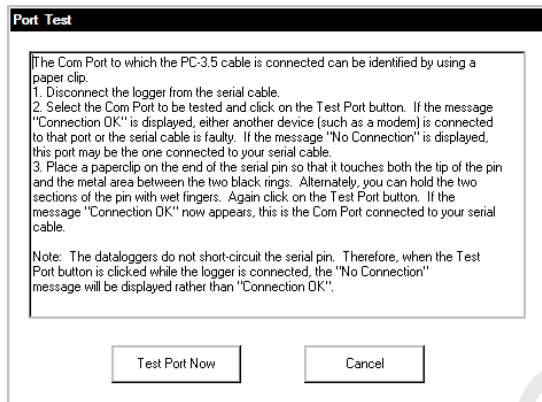 Port Test
The Com Port to which the PC-3.5 cable is connected can be identified by using a
paper clip.
1. Disconnect the logger from the serial cable.
2. Select the Com Port to be tested and click on the Test Port button.  If the message
"Connection OK" is displayed, either another device (such as a modem) is connected
to that port or the serial cable is faulty.  If the message "No Connection" is displayed,
this port may be the one connected to your serial cable.
3. Place a paperclip on the end of the serial pin so that it touches both the tip of the pin
and the metal area between the two black rings.  Alternately, you can hold the two
sections of the pin with wet fingers.  Again click on the Test Port button.  If the
message "Connection OK" now appears, this is the Com Port connected to your serial
cable.

Note:  The dataloggers do not short-circuit the serial pin.  Therefore, when the Test
Port button is clicked while the logger is connected, the "No Connection"
message will be displayed rather than "Connection OK".
Test Port Now
Cancel